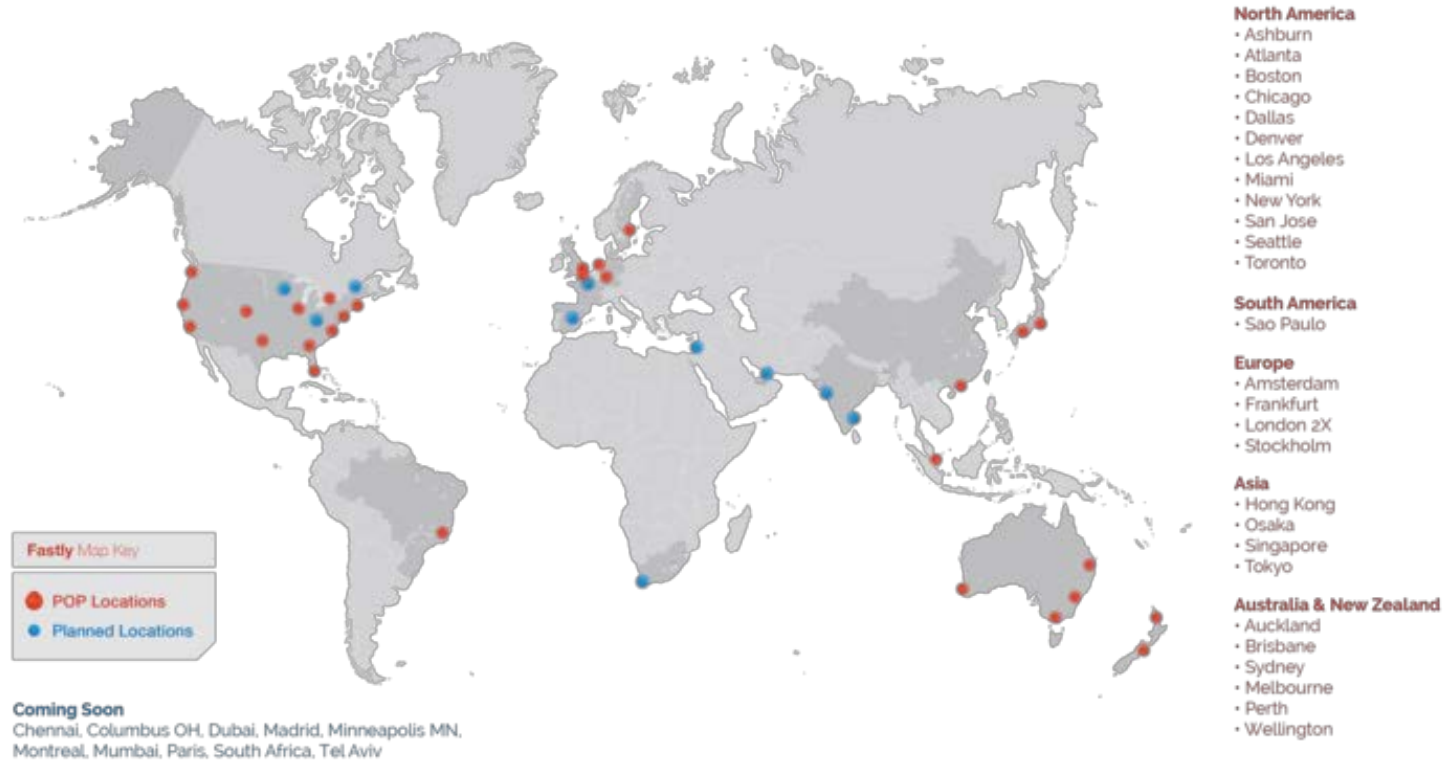 North America
• Ashburn
• Atlanta
• Boston
• Chicago
• Dallas
• Denver
• Los Angeles
• Miami
• New York
• San Jose
• Seattle
• Toronto
South America
• Sao Paulo
Europe
• Amsterdam
• Frankfurt
• London 2X
• Stockholm
Asia
• Hong Kong
• Osaka
• Singapore
• Tokyo
Australia & New Zealand
• Auckland
• Brisbane
• Sydney
• Melbourne
• Perth
• Wellington
Fastly Map Key
POP Locations
Planned Locations
Coming Soon
Chennai, Columbus OH, Dubai, Madrid, Minneapolis MN,
Montreal, Mumbai, Paris, South Africa, Tel Aviv